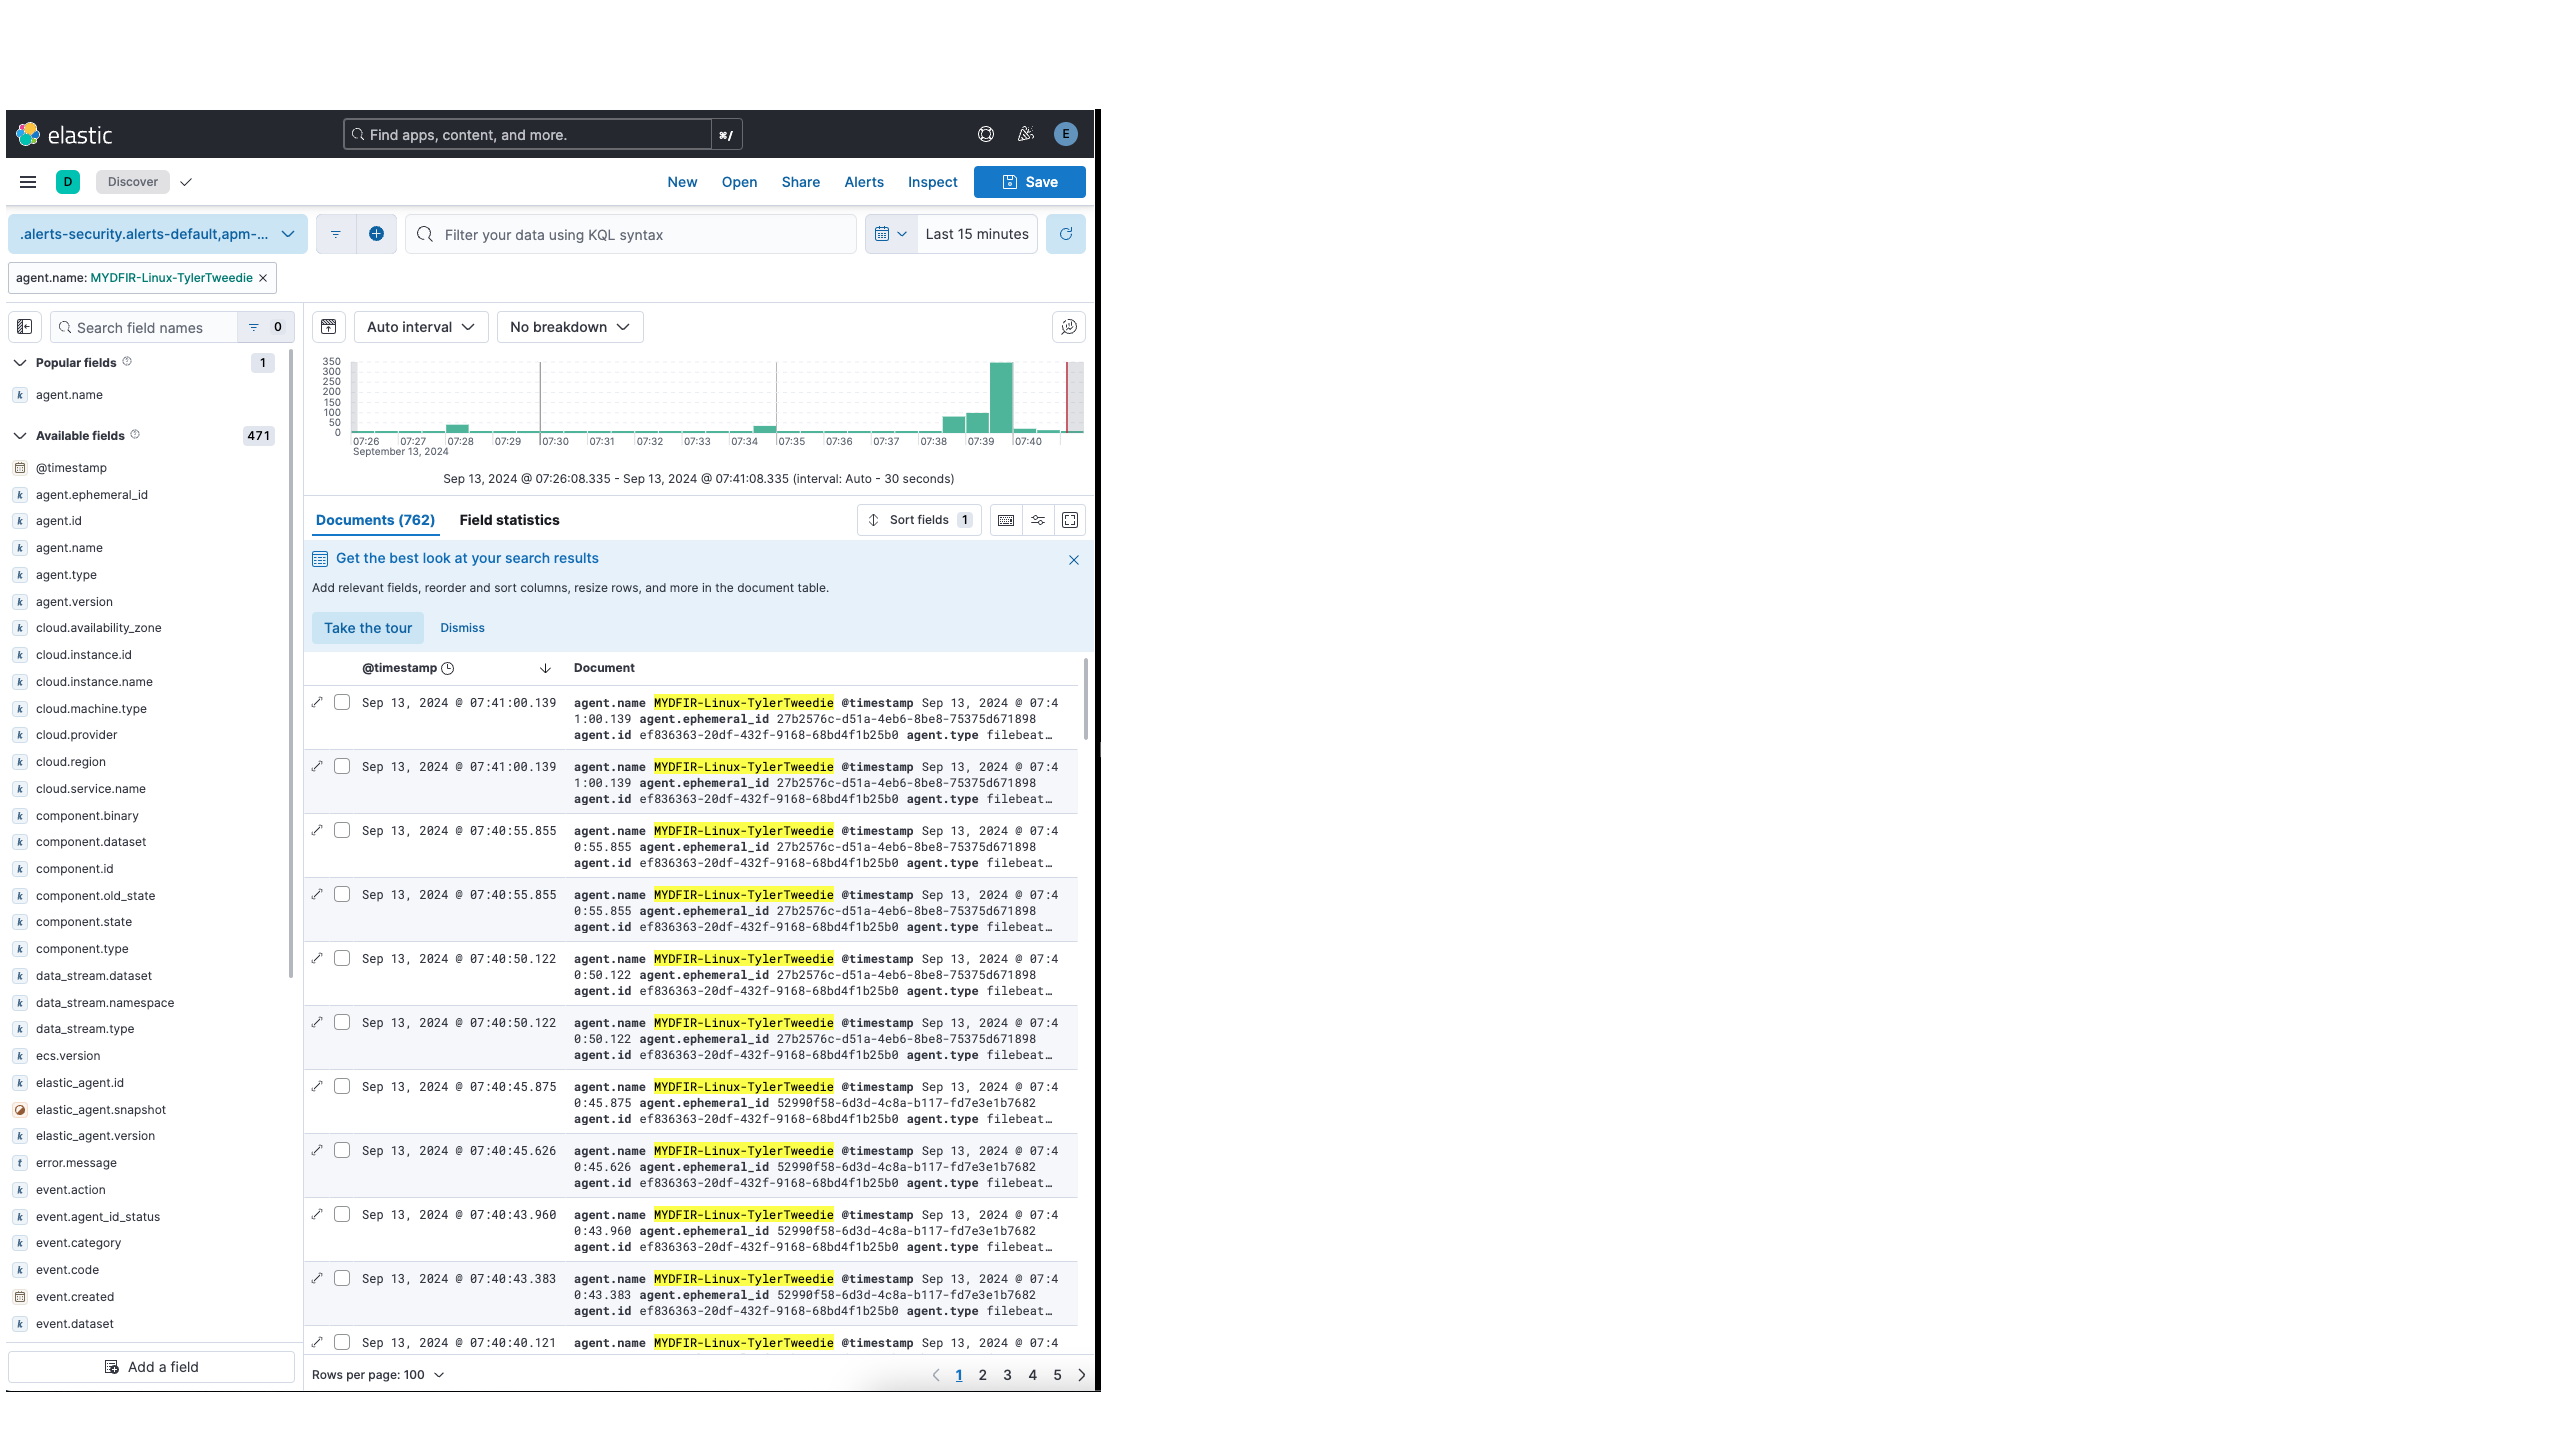 elastic
Find apps, content, and more.
⌘/
E
D
Discover
New
Open
Share
Alerts
Inspect
Save
.alerts-security.alerts-default,apm-...
Filter your data using KQL syntax
Last 15 minutes
agent.name: MYDFIR-Linux-TylerTweedie
Search field names
0
Popular fields
1
k agent.name
Available fields
471
@timestamp
k agent.ephemeral_id
k agent.id
k agent.name
k agent.type
k agent.version
k cloud.availability_zone
k cloud.instance.id
k cloud.instance.name
k cloud.machine.type
k cloud.provider
k cloud.region
k cloud.service.name
k component.binary
k component.dataset
k component.id
k component.old_state
k component.state
k component.type
k data_stream.dataset
k data_stream.namespace
k data_stream.type
k ecs.version
k elastic_agent.id
elastic_agent.snapshot
k elastic_agent.version
t error.message
k event.action
k event.agent_id_status
k event.category
k event.code
event.created
k event.dataset
Add a field
Auto interval
No breakdown
350
300
250
200
150
100
50
0
07:26 07:27 07:28 07:29 07:30 07:31 07:32 07:33 07:34 07:35 07:36 07:37 07:38 07:39 07:40
September 13, 2024
Sep 13, 2024 @ 07:26:08.335 - Sep 13, 2024 @ 07:41:08.335 (interval: Auto - 30 seconds)
Documents (762)
Field statistics
Sort fields 1
Get the best look at your search results
Add relevant fields, reorder and sort columns, resize rows, and more in the document table.
Take the tour
Dismiss
@timestamp
Document
Sep 13, 2024 @ 07:41:00.139 agent.name MYDFIR-Linux-TylerTweedie @timestamp Sep 13, 2024 @ 07:4
1:00.139 agent.ephemeral_id 27b2576c-d51a-4eb6-8be8-75375d671898
agent.id ef836363-20df-432f-9168-68bd4f1b25b0 agent.type filebeat…
Sep 13, 2024 @ 07:41:00.139 agent.name MYDFIR-Linux-TylerTweedie @timestamp Sep 13, 2024 @ 07:4
1:00.139 agent.ephemeral_id 27b2576c-d51a-4eb6-8be8-75375d671898
agent.id ef836363-20df-432f-9168-68bd4f1b25b0 agent.type filebeat…
Sep 13, 2024 @ 07:40:55.855 agent.name MYDFIR-Linux-TylerTweedie @timestamp Sep 13, 2024 @ 07:4
0:55.855 agent.ephemeral_id 27b2576c-d51a-4eb6-8be8-75375d671898
agent.id ef836363-20df-432f-9168-68bd4f1b25b0 agent.type filebeat…
Sep 13, 2024 @ 07:40:55.855 agent.name MYDFIR-Linux-TylerTweedie @timestamp Sep 13, 2024 @ 07:4
0:55.855 agent.ephemeral_id 27b2576c-d51a-4eb6-8be8-75375d671898
agent.id ef836363-20df-432f-9168-68bd4f1b25b0 agent.type filebeat…
Sep 13, 2024 @ 07:40:50.122 agent.name MYDFIR-Linux-TylerTweedie @timestamp Sep 13, 2024 @ 07:4
0:50.122 agent.ephemeral_id 27b2576c-d51a-4eb6-8be8-75375d671898
agent.id ef836363-20df-432f-9168-68bd4f1b25b0 agent.type filebeat…
Sep 13, 2024 @ 07:40:50.122 agent.name MYDFIR-Linux-TylerTweedie @timestamp Sep 13, 2024 @ 07:4
0:50.122 agent.ephemeral_id 27b2576c-d51a-4eb6-8be8-75375d671898
agent.id ef836363-20df-432f-9168-68bd4f1b25b0 agent.type filebeat…
Sep 13, 2024 @ 07:40:45.875 agent.name MYDFIR-Linux-TylerTweedie @timestamp Sep 13, 2024 @ 07:4
0:45.875 agent.ephemeral_id 52990f58-6d3d-4c8a-b117-fd7e3e1b7682
agent.id ef836363-20df-432f-9168-68bd4f1b25b0 agent.type filebeat…
Sep 13, 2024 @ 07:40:45.626 agent.name MYDFIR-Linux-TylerTweedie @timestamp Sep 13, 2024 @ 07:4
0:45.626 agent.ephemeral_id 52990f58-6d3d-4c8a-b117-fd7e3e1b7682
agent.id ef836363-20df-432f-9168-68bd4f1b25b0 agent.type filebeat…
Sep 13, 2024 @ 07:40:43.960 agent.name MYDFIR-Linux-TylerTweedie @timestamp Sep 13, 2024 @ 07:4
0:43.960 agent.ephemeral_id 52990f58-6d3d-4c8a-b117-fd7e3e1b7682
agent.id ef836363-20df-432f-9168-68bd4f1b25b0 agent.type filebeat…
Sep 13, 2024 @ 07:40:43.383 agent.name MYDFIR-Linux-TylerTweedie @timestamp Sep 13, 2024 @ 07:4
0:43.383 agent.ephemeral_id 52990f58-6d3d-4c8a-b117-fd7e3e1b7682
agent.id ef836363-20df-432f-9168-68bd4f1b25b0 agent.type filebeat…
Sep 13, 2024 @ 07:40:40.121 agent.name MYDFIR-Linux-TylerTweedie @timestamp Sep 13, 2024 @ 07:4
Rows per page: 100
1 2 3 4 5